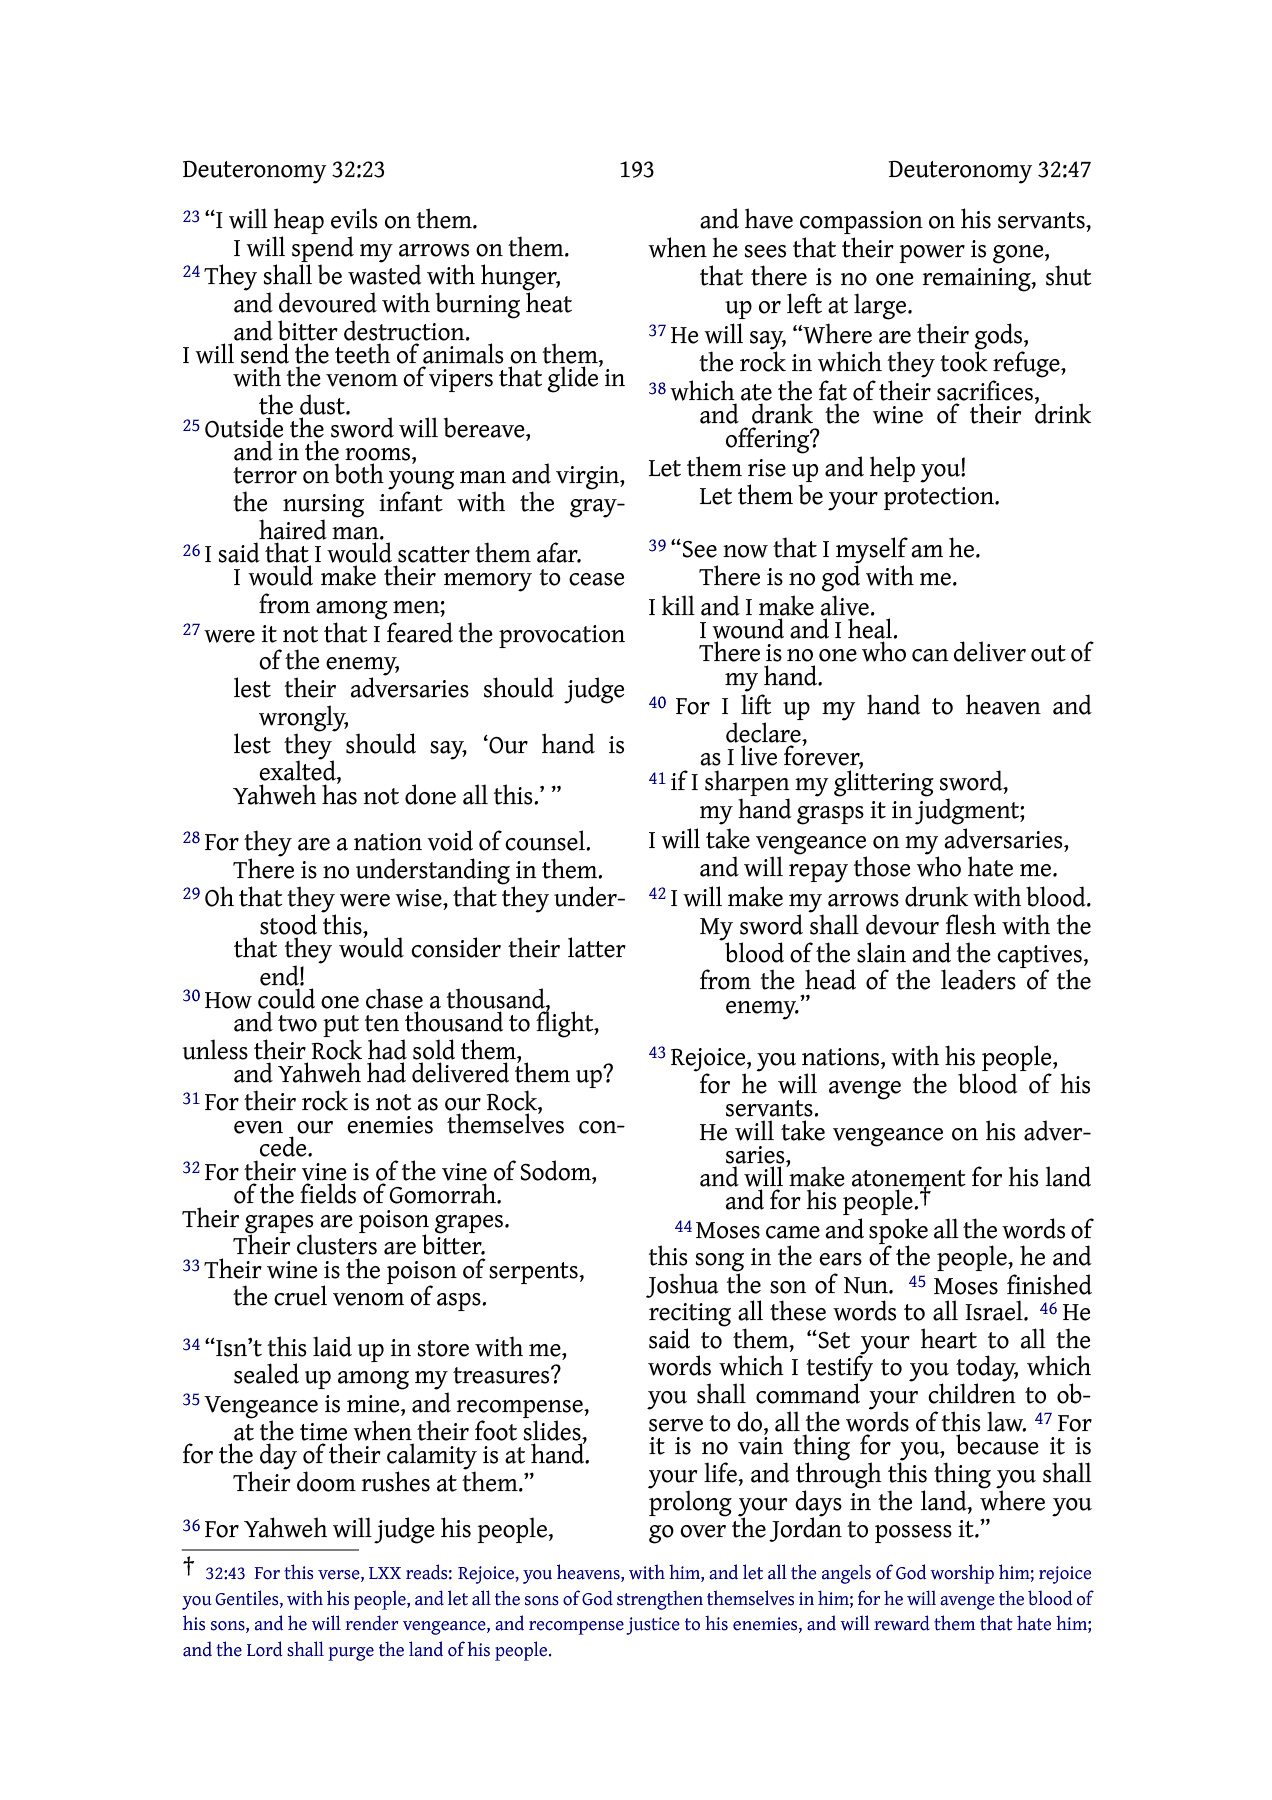 Deuteronomy 32:23 193 Deuteronomy 32:47
23 “I will heap evils on them.
I will spend my arrows on them.
24 They shall be wasted with hunger,
and devoured with burning heat
and bitter destruction.
I will send the teeth of animals on them,
with the venom of vipers that glide in
the dust.
25 Outside the sword will bereave,
and in the rooms,
terror on both young man and virgin,
the nursing infant with the gray-
haired man.
26 I said that I would scatter them afar.
I would make their memory to cease
from among men;
27 were it not that I feared the provocation
of the enemy,
lest their adversaries should judge
wrongly,
lest they should say, ‘Our hand is
exalted,
Yahweh has not done all this.’ ”
28 For they are a nation void of counsel.
There is no understanding in them.
29 Oh that they were wise, that they under-
stood this,
that they would consider their latter
end!
30 How could one chase a thousand,
and two put ten thousand to flight,
unless their Rock had sold them,
and Yahweh had delivered them up?
31 For their rock is not as our Rock,
even our enemies themselves con-
cede.
32 For their vine is of the vine of Sodom,
of the fields of Gomorrah.
Their grapes are poison grapes.
Their clusters are bitter.
33 Their wine is the poison of serpents,
the cruel venom of asps.
34 “Isn’t this laid up in store with me,
sealed up among my treasures?
35 Vengeance is mine, and recompense,
at the time when their foot slides,
for the day of their calamity is at hand.
Their doom rushes at them.”
36 For Yahweh will judge his people,
and have compassion on his servants,
when he sees that their power is gone,
that there is no one remaining, shut
up or left at large.
37 He will say, “Where are their gods,
the rock in which they took refuge,
38 which ate the fat of their sacrifices,
and drank the wine of their drink
offering?
Let them rise up and help you!
Let them be your protection.
39 “See now that I myself am he.
There is no god with me.
I kill and I make alive.
I wound and I heal.
There is no one who can deliver out of
my hand.
40 For I lift up my hand to heaven and
declare,
as I live forever,
41 if I sharpen my glittering sword,
my hand grasps it in judgment;
I will take vengeance on my adversaries,
and will repay those who hate me.
42 I will make my arrows drunk with blood.
My sword shall devour flesh with the
blood of the slain and the captives,
from the head of the leaders of the
enemy.”
43 Rejoice, you nations, with his people,
for he will avenge the blood of his
servants.
He will take vengeance on his adver-
saries,
and will make atonement for his land
and for his people.†
44 Moses came and spoke all the words of
this song in the ears of the people, he and
Joshua the son of Nun. 45 Moses finished
reciting all these words to all Israel. 46 He
said to them, “Set your heart to all the
words which I testify to you today, which
you shall command your children to ob-
serve to do, all the words of this law. 47 For
it is no vain thing for you, because it is
your life, and through this thing you shall
prolong your days in the land, where you
go over the Jordan to possess it.”
† 32:43 For this verse, LXX reads: Rejoice, you heavens, with him, and let all the angels of God worship him; rejoice
you Gentiles, with his people, and let all the sons of God strengthen themselves in him; for he will avenge the blood of
his sons, and he will render vengeance, and recompense justice to his enemies, and will reward them that hate him;
and the Lord shall purge the land of his people.